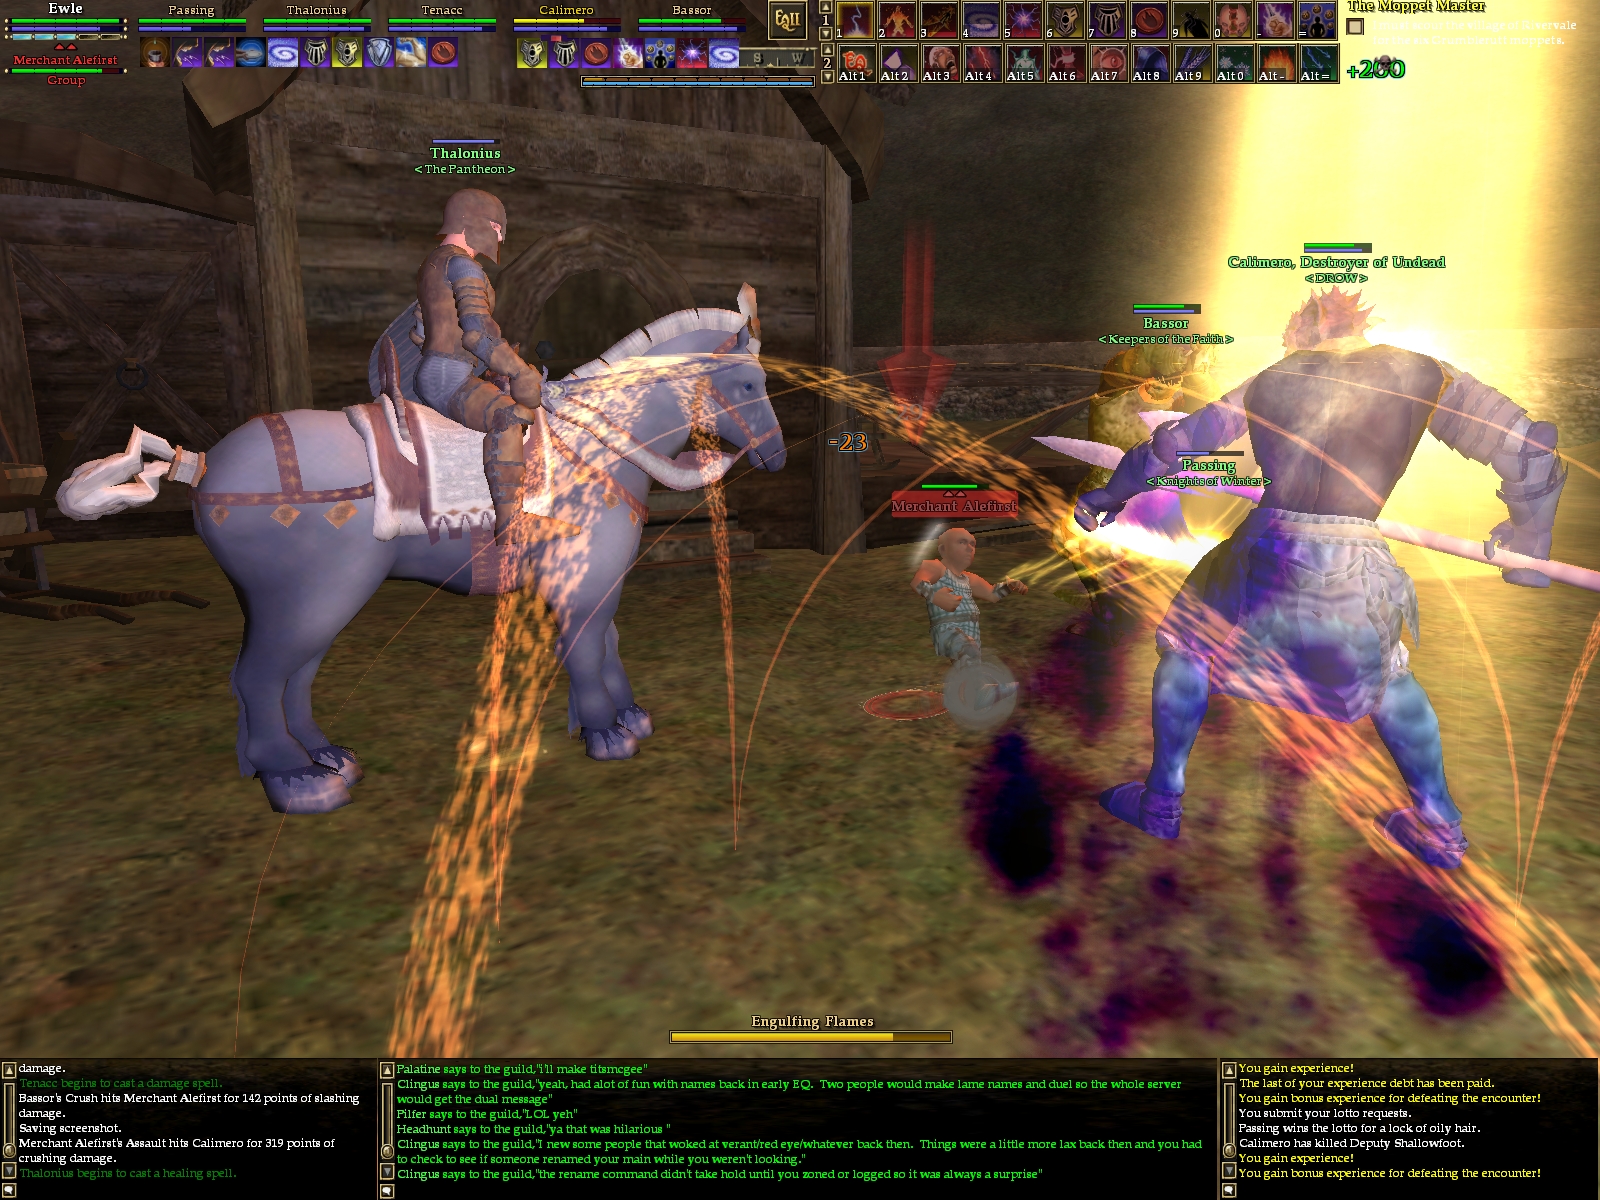 Ewle
Merchant Alefirst
Group
Passing
Thalonius
Tenacc
Calimero
Bassor
EQII
S
W
1
2
1 2 3 4 5 6 7 8 9 0 - =
Alt1 Alt2 Alt3 Alt4 Alt5 Alt6 Alt7 Alt8 Alt9 Alt0 Alt- Alt=
The Moppet Master
+200
Thalonius
<The Pantheon>
Calimero, Destroyer of Undead
<DROW>
Bassor
<Keepers of the Faith>
-23
Passing
<Knights of Winter>
Merchant Alefirst
Engulfing Flames
damage.
Tenacc begins to cast a damage spell.
Bassor's Crush hits Merchant Alefirst for 142 points of slashing
damage.
Saving screenshot.
Merchant Alefirst's Assault hits Calimero for 319 points of
crushing damage.
Thalonius begins to cast a healing spell.
Palatine says to the guild,"i'll make titsmcgee"
Clingus says to the guild,"yeah, had alot of fun with names back in early EQ.  Two people would make lame names and duel so the whole server
would get the dual message"
Pilfer says to the guild,"LOL yeh"
Headhunt says to the guild,"ya that was hilarious "
Clingus says to the guild,"I new some people that woked at verant/red eye/whatever back then.  Things were a little more lax back then and you had
to check to see if someone renamed your main while you weren't looking."
Clingus says to the guild,"the rename command didn't take hold until you zoned or logged so it was always a surprise"
You gain experience!
The last of your experience debt has been paid.
You gain bonus experience for defeating the encounter!
You submit your lotto requests.
Passing wins the lotto for a lock of oily hair.
Calimero has killed Deputy Shallowfoot.
You gain experience!
You gain bonus experience for defeating the encounter!